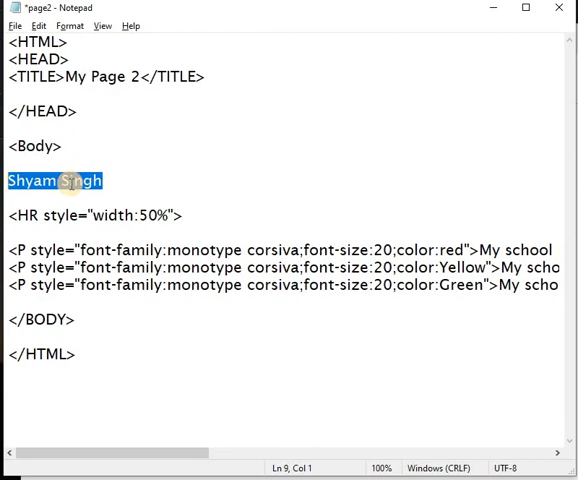 *page2 - Notepad
File Edit Format View Help
<HTML>
<HEAD>
<TITLE>My Page 2</TITLE>
</HEAD>
<Body>
Shyam Singh
<HR style="width:50%">
<P style="font-family:monotype corsiva;font-size:20;color:red">My school
<P style="font-family:monotype corsiva;font-size:20;color:Yellow">My scho
<P style="font-family:monotype corsiva;font-size:20;color:Green">My scho
</BODY>
</HTML>
Ln 9, Col 1 100% Windows (CRLF) UTF-8